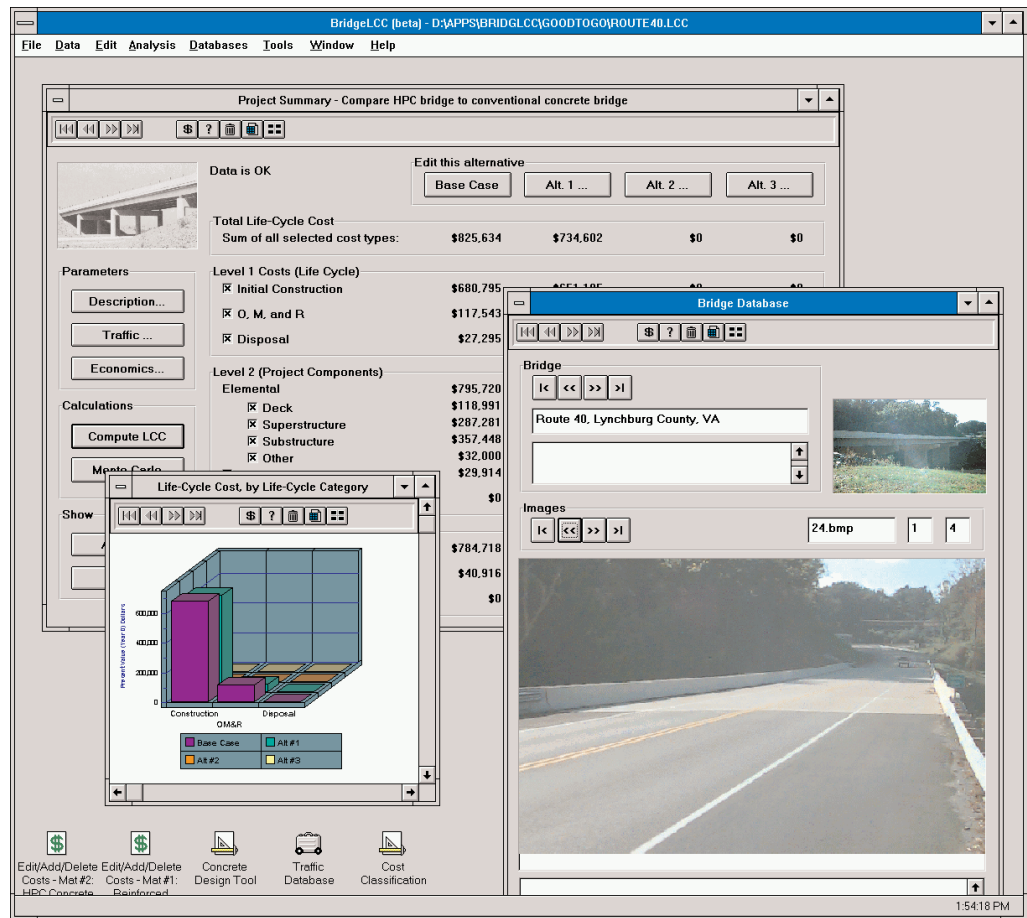 BridgeLCC (beta) - D:\APPS\BRIDGLCC\GOODTOGO\ROUTE40.LCC
File Data Edit Analysis Databases Tools Window Help
Project Summary - Compare HPC bridge to conventional concrete bridge
$ ?
Data is OK
Edit this alternative
Base Case Alt. 1 ... Alt. 2 ... Alt. 3 ...
Total Life-Cycle Cost
Sum of all selected cost types: $825,634 $734,602 $0 $0
Parameters
Description...
Traffic ...
Economics...
Level 1 Costs (Life Cycle)
Initial Construction $680,795
O, M, and R $117,543
Disposal $27,295
Level 2 (Project Components)
Elemental $795,720
Deck $118,991
Superstructure $287,281
Substructure $357,448
Other $32,000
$29,914
$0
$784,718
$40,916
$0
Calculations
Compute LCC
Monte Carlo
Show
Bridge Database
$ ?
Bridge
|< << >> >|
Route 40, Lynchburg County, VA
Images
|< << >> >|
24.bmp 1 4
Life-Cycle Cost, by Life-Cycle Category
$ ?
Present Value (Year 0) Dollars
600,000
400,000
200,000
0
Construction
OM&R
Disposal
Base Case Alt #1
Alt #2 Alt #3
Edit/Add/Delete
Costs - Mat #2:
HPC Concrete
Edit/Add/Delete
Costs - Mat #1:
Reinforced
Concrete
Design Tool
Traffic
Database
Cost
Classification
1:54:18 PM